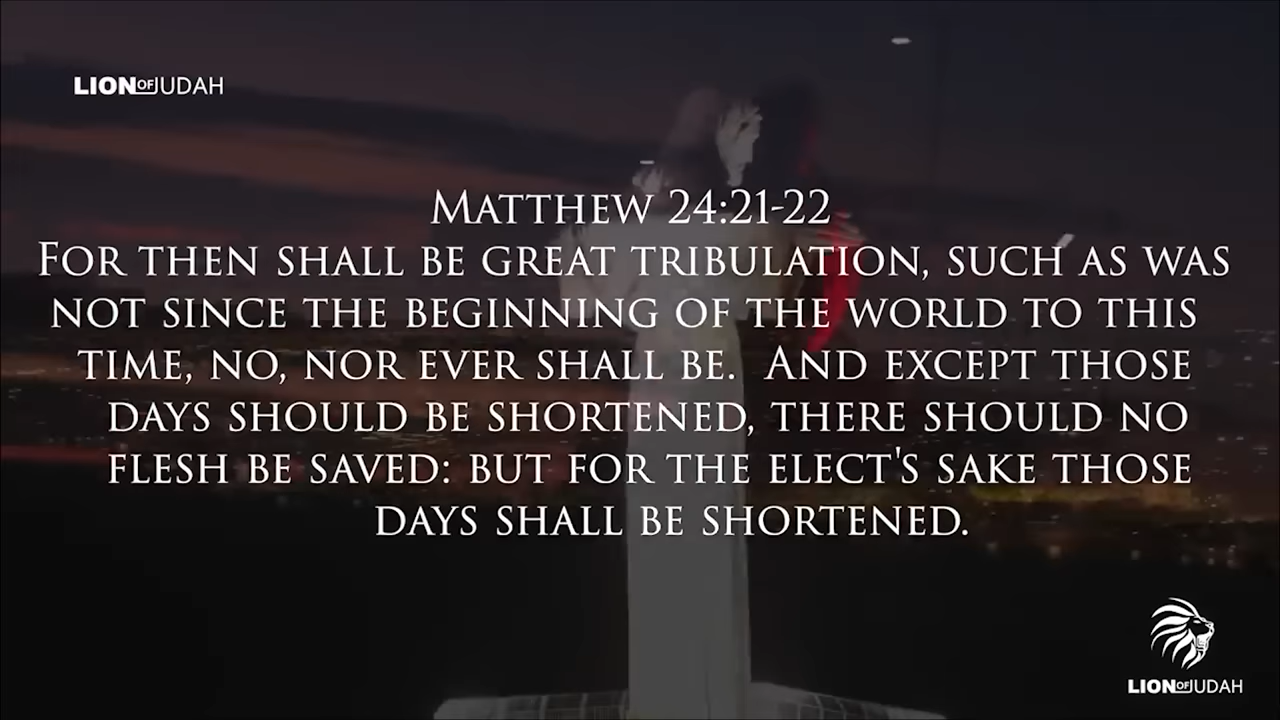 LION OF JUDAH
MATTHEW 24:21-22
FOR THEN SHALL BE GREAT TRIBULATION, SUCH AS WAS
NOT SINCE THE BEGINNING OF THE WORLD TO THIS
TIME, NO, NOR EVER SHALL BE. AND EXCEPT THOSE
DAYS SHOULD BE SHORTENED, THERE SHOULD NO
FLESH BE SAVED: BUT FOR THE ELECT'S SAKE THOSE
DAYS SHALL BE SHORTENED.
LION OF JUDAH